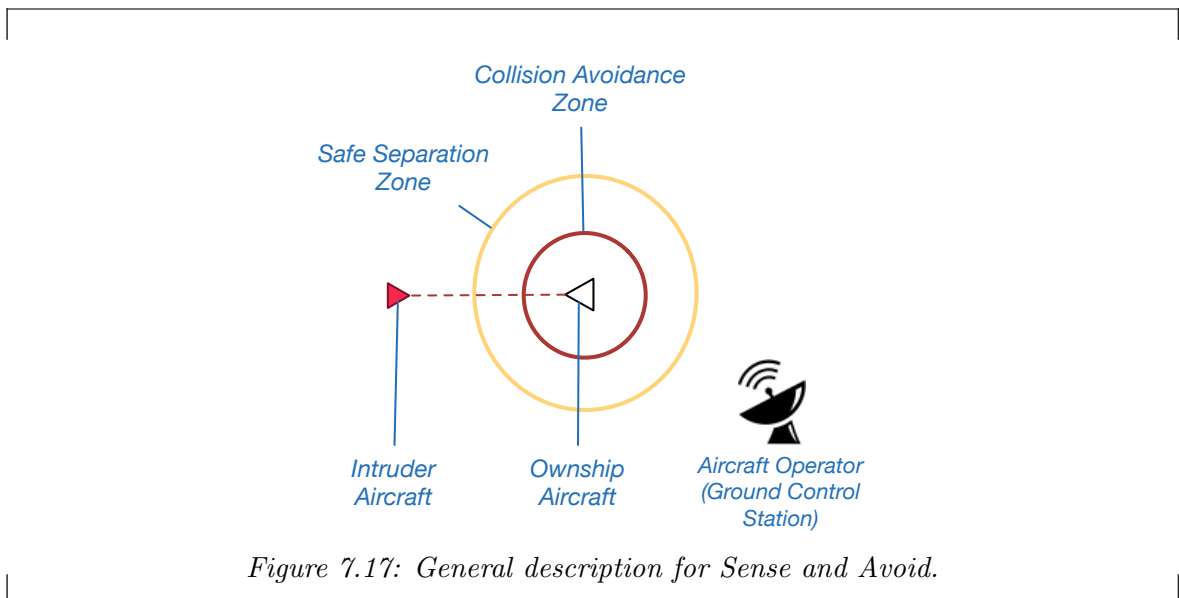 Collision Avoidance
Zone
Safe Separation
Zone
Intruder
Aircraft
Ownship
Aircraft
Aircraft Operator
(Ground Control
Station)
Figure 7.17: General description for Sense and Avoid.